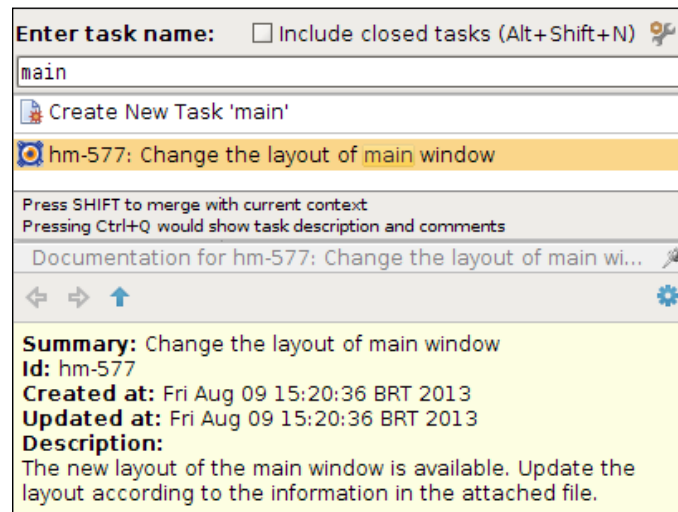 Enter task name: Include closed tasks (Alt+Shift+N)
main
Create New Task 'main'
hm-577: Change the layout of main window
Press SHIFT to merge with current context
Pressing Ctrl+Q would show task description and comments
Documentation for hm-577: Change the layout of main wi...
Summary: Change the layout of main window
Id: hm-577
Created at: Fri Aug 09 15:20:36 BRT 2013
Updated at: Fri Aug 09 15:20:36 BRT 2013
Description:
The new layout of the main window is available. Update the
layout according to the information in the attached file.